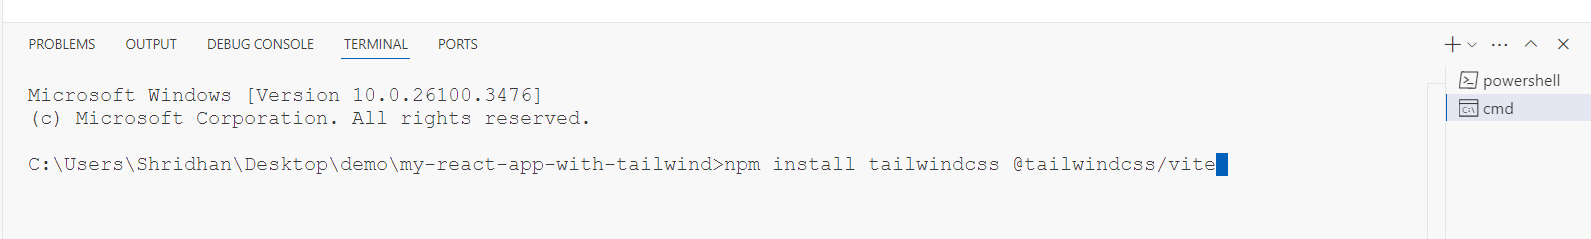 PROBLEMS OUTPUT DEBUG CONSOLE TERMINAL PORTS
powershell
cmd
Microsoft Windows [Version 10.0.26100.3476]
(c) Microsoft Corporation. All rights reserved.
C:\Users\Shridhan\Desktop\demo\my-react-app-with-tailwind>npm install tailwindcss @tailwindcss/vite